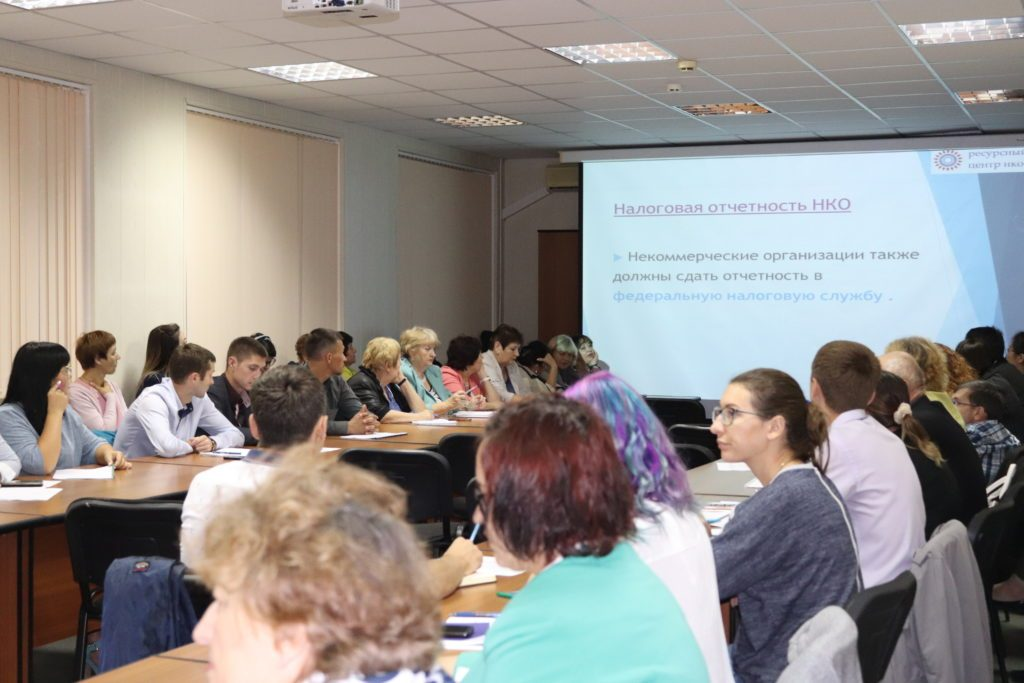 ресурсный
центр нко
Налоговая отчетность НКО
Некоммерческие организации также
должны сдать отчетность в
федеральную налоговую службу .